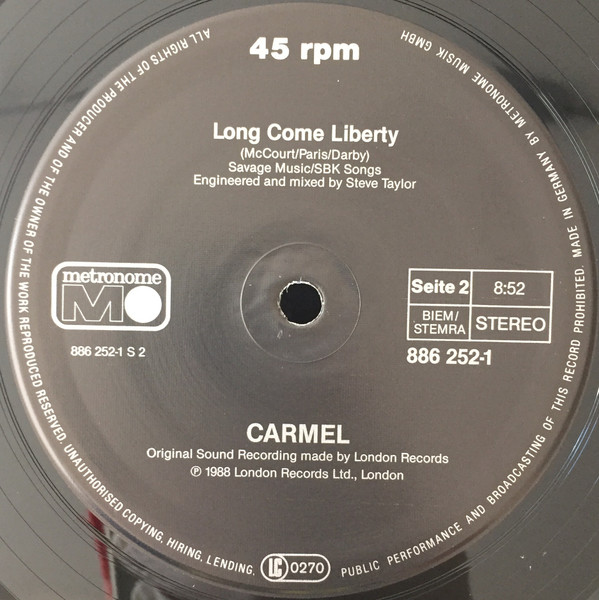 45 rpm
Long Come Liberty
(McCourt/Paris/Darby)
Savage Music/SBK Songs
Engineered and mixed by Steve Taylor
metronome
M
886 252-1 S 2
Seite 2
8:52
BIEM/
STEMRA
STEREO
886 252-1
CARMEL
Original Sound Recording made by London Records
℗ 1988 London Records Ltd., London
ALL RIGHTS OF THE PRODUCER AND OF THE OWNER OF THE WORK REPRODUCED RESERVED. UNAUTHORISED COPYING, HIRING, LENDING, LC 0270 PUBLIC PERFORMANCE AND BROADCASTING OF THIS RECORD PROHIBITED. MADE IN GERMANY BY METRONOME MUSIK GMBH